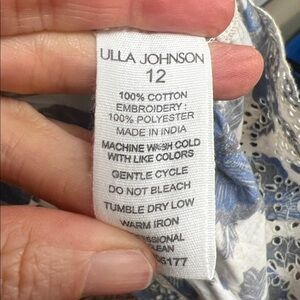 ULLA JOHNSON
12
100% COTTON
EMBROIDERY:
100% POLYESTER
MADE IN INDIA
MACHINE WASH COLD
WITH LIKE COLORS
GENTLE CYCLE
DO NOT BLEACH
TUMBLE DRY LOW
WARM IRON